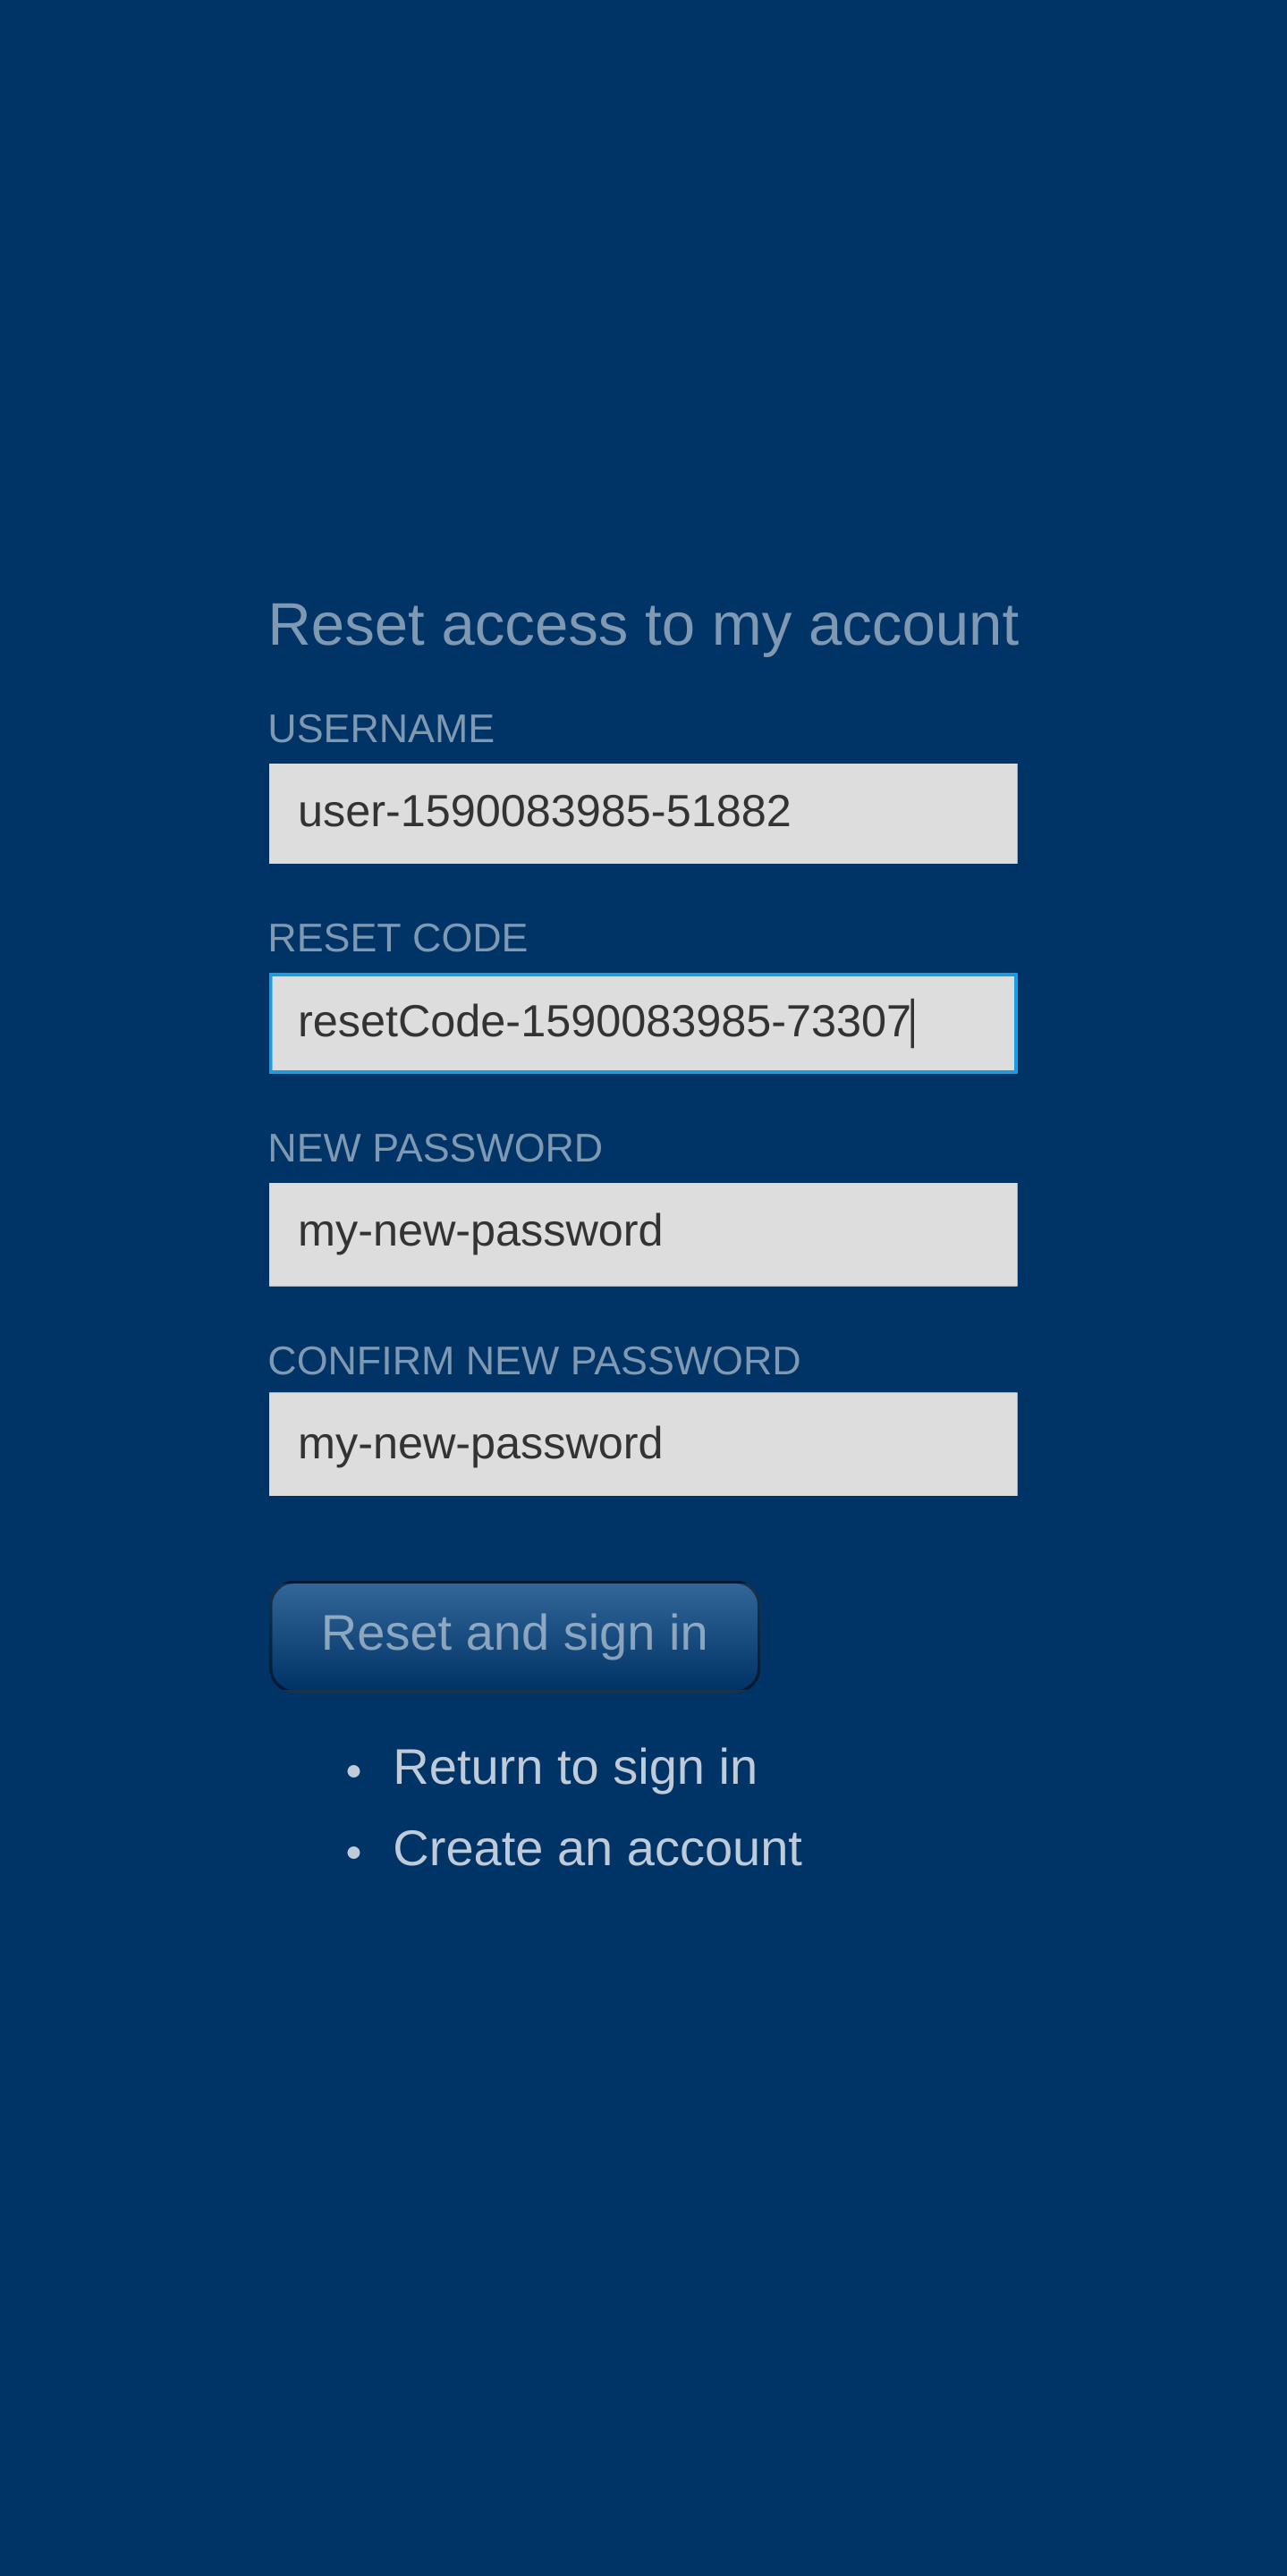 Reset access to my account
USERNAME
user-1590083985-51882
RESET CODE
resetCode-1590083985-73307
NEW PASSWORD
my-new-password
CONFIRM NEW PASSWORD
my-new-password
Reset and sign in
• Return to sign in
• Create an account